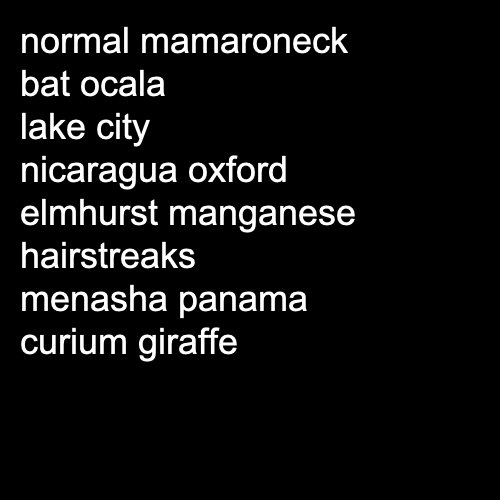 normal mamaroneck
bat ocala
lake city
nicaragua oxford
elmhurst manganese
hairstreaks
menasha panama
curium giraffe